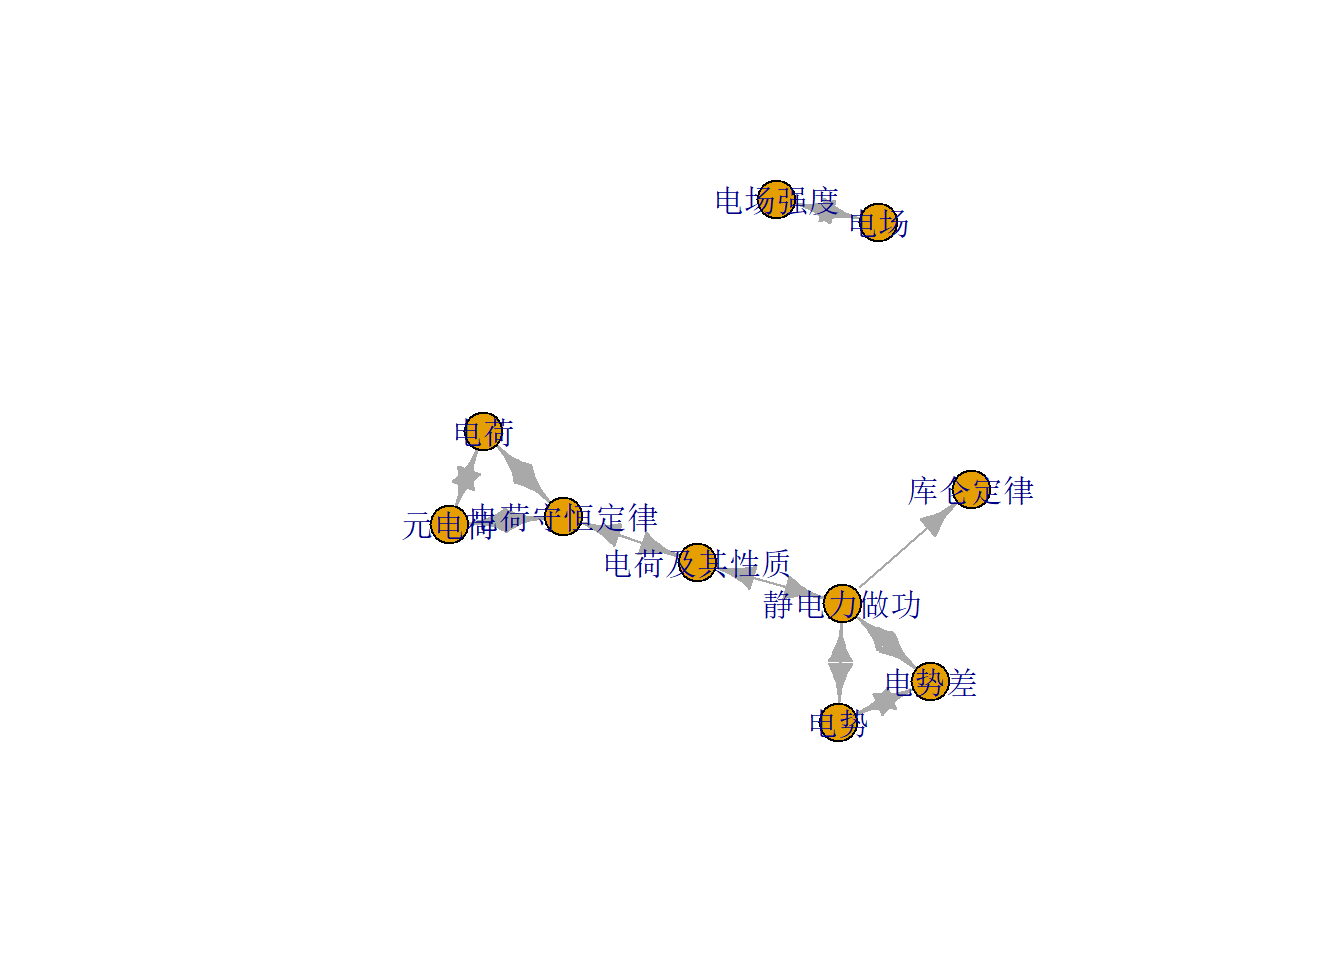 电场强度
电场
电荷
库仑定律
电荷守恒定律
元电荷
电荷及其性质
静电力做功
电势差
电势